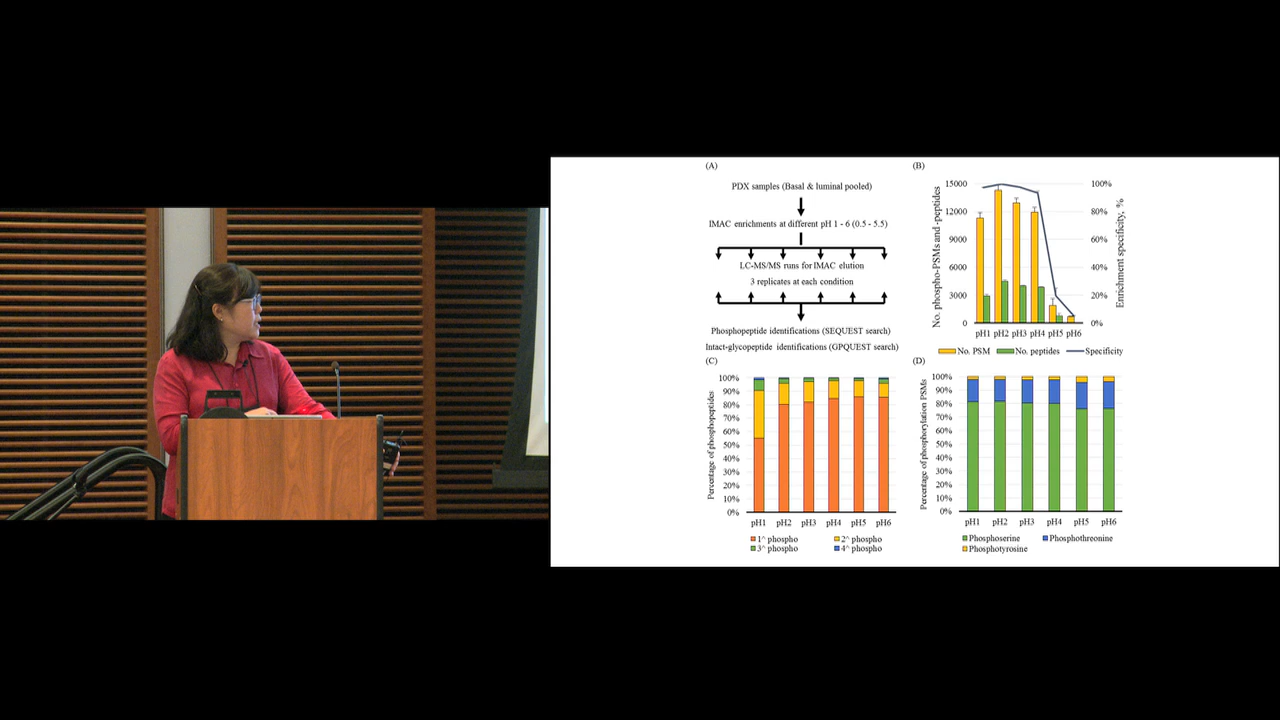 (A)
PDX samples (Basal & luminal pooled)
IMAC enrichments at different pH 1 - 6 (0.5 - 5.5)
LC-MS/MS runs for IMAC elution
3 replicates at each condition
Phosphopeptide identifications (SEQUEST search)
Intact-glycopeptide identifications (GPQUEST search)
(B)
No. phospho-PSMs and -peptides
15000
12000
9000
6000
3000
0
100%
80%
60%
40%
20%
0%
Enrichment specificity, %
pH1 pH2 pH3 pH4 pH5 pH6
No. PSM No. peptides Specificity
(C)
Percentage of phosphopeptides
100%
90%
80%
70%
60%
50%
40%
30%
20%
10%
0%
pH1 pH2 pH3 pH4 pH5 pH6
1^ phospho 2^ phospho
3^ phospho 4^ phospho
(D)
Percentage of phosphorylation PSMs
100%
90%
80%
70%
60%
50%
40%
30%
20%
10%
0%
pH1 pH2 pH3 pH4 pH5 pH6
Phosphoserine Phosphothreonine
Phosphotyrosine